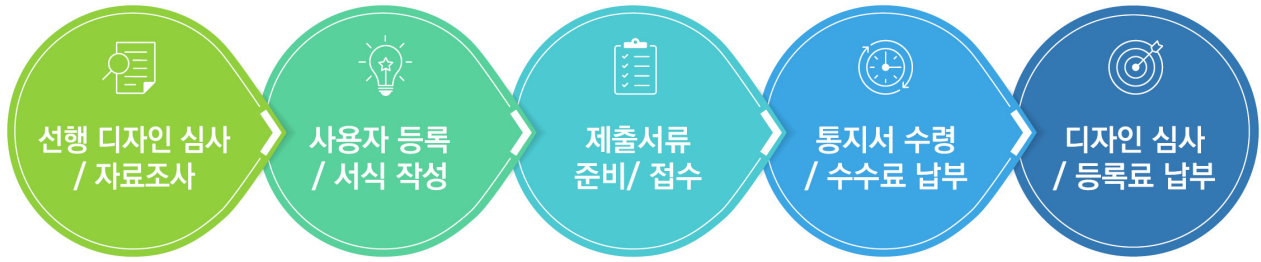 선행 디자인 심사
/ 자료조사
사용자 등록
/ 서식 작성
제출서류
준비/ 접수
통지서 수령
/ 수수료 납부
디자인 심사
/ 등록료 납부